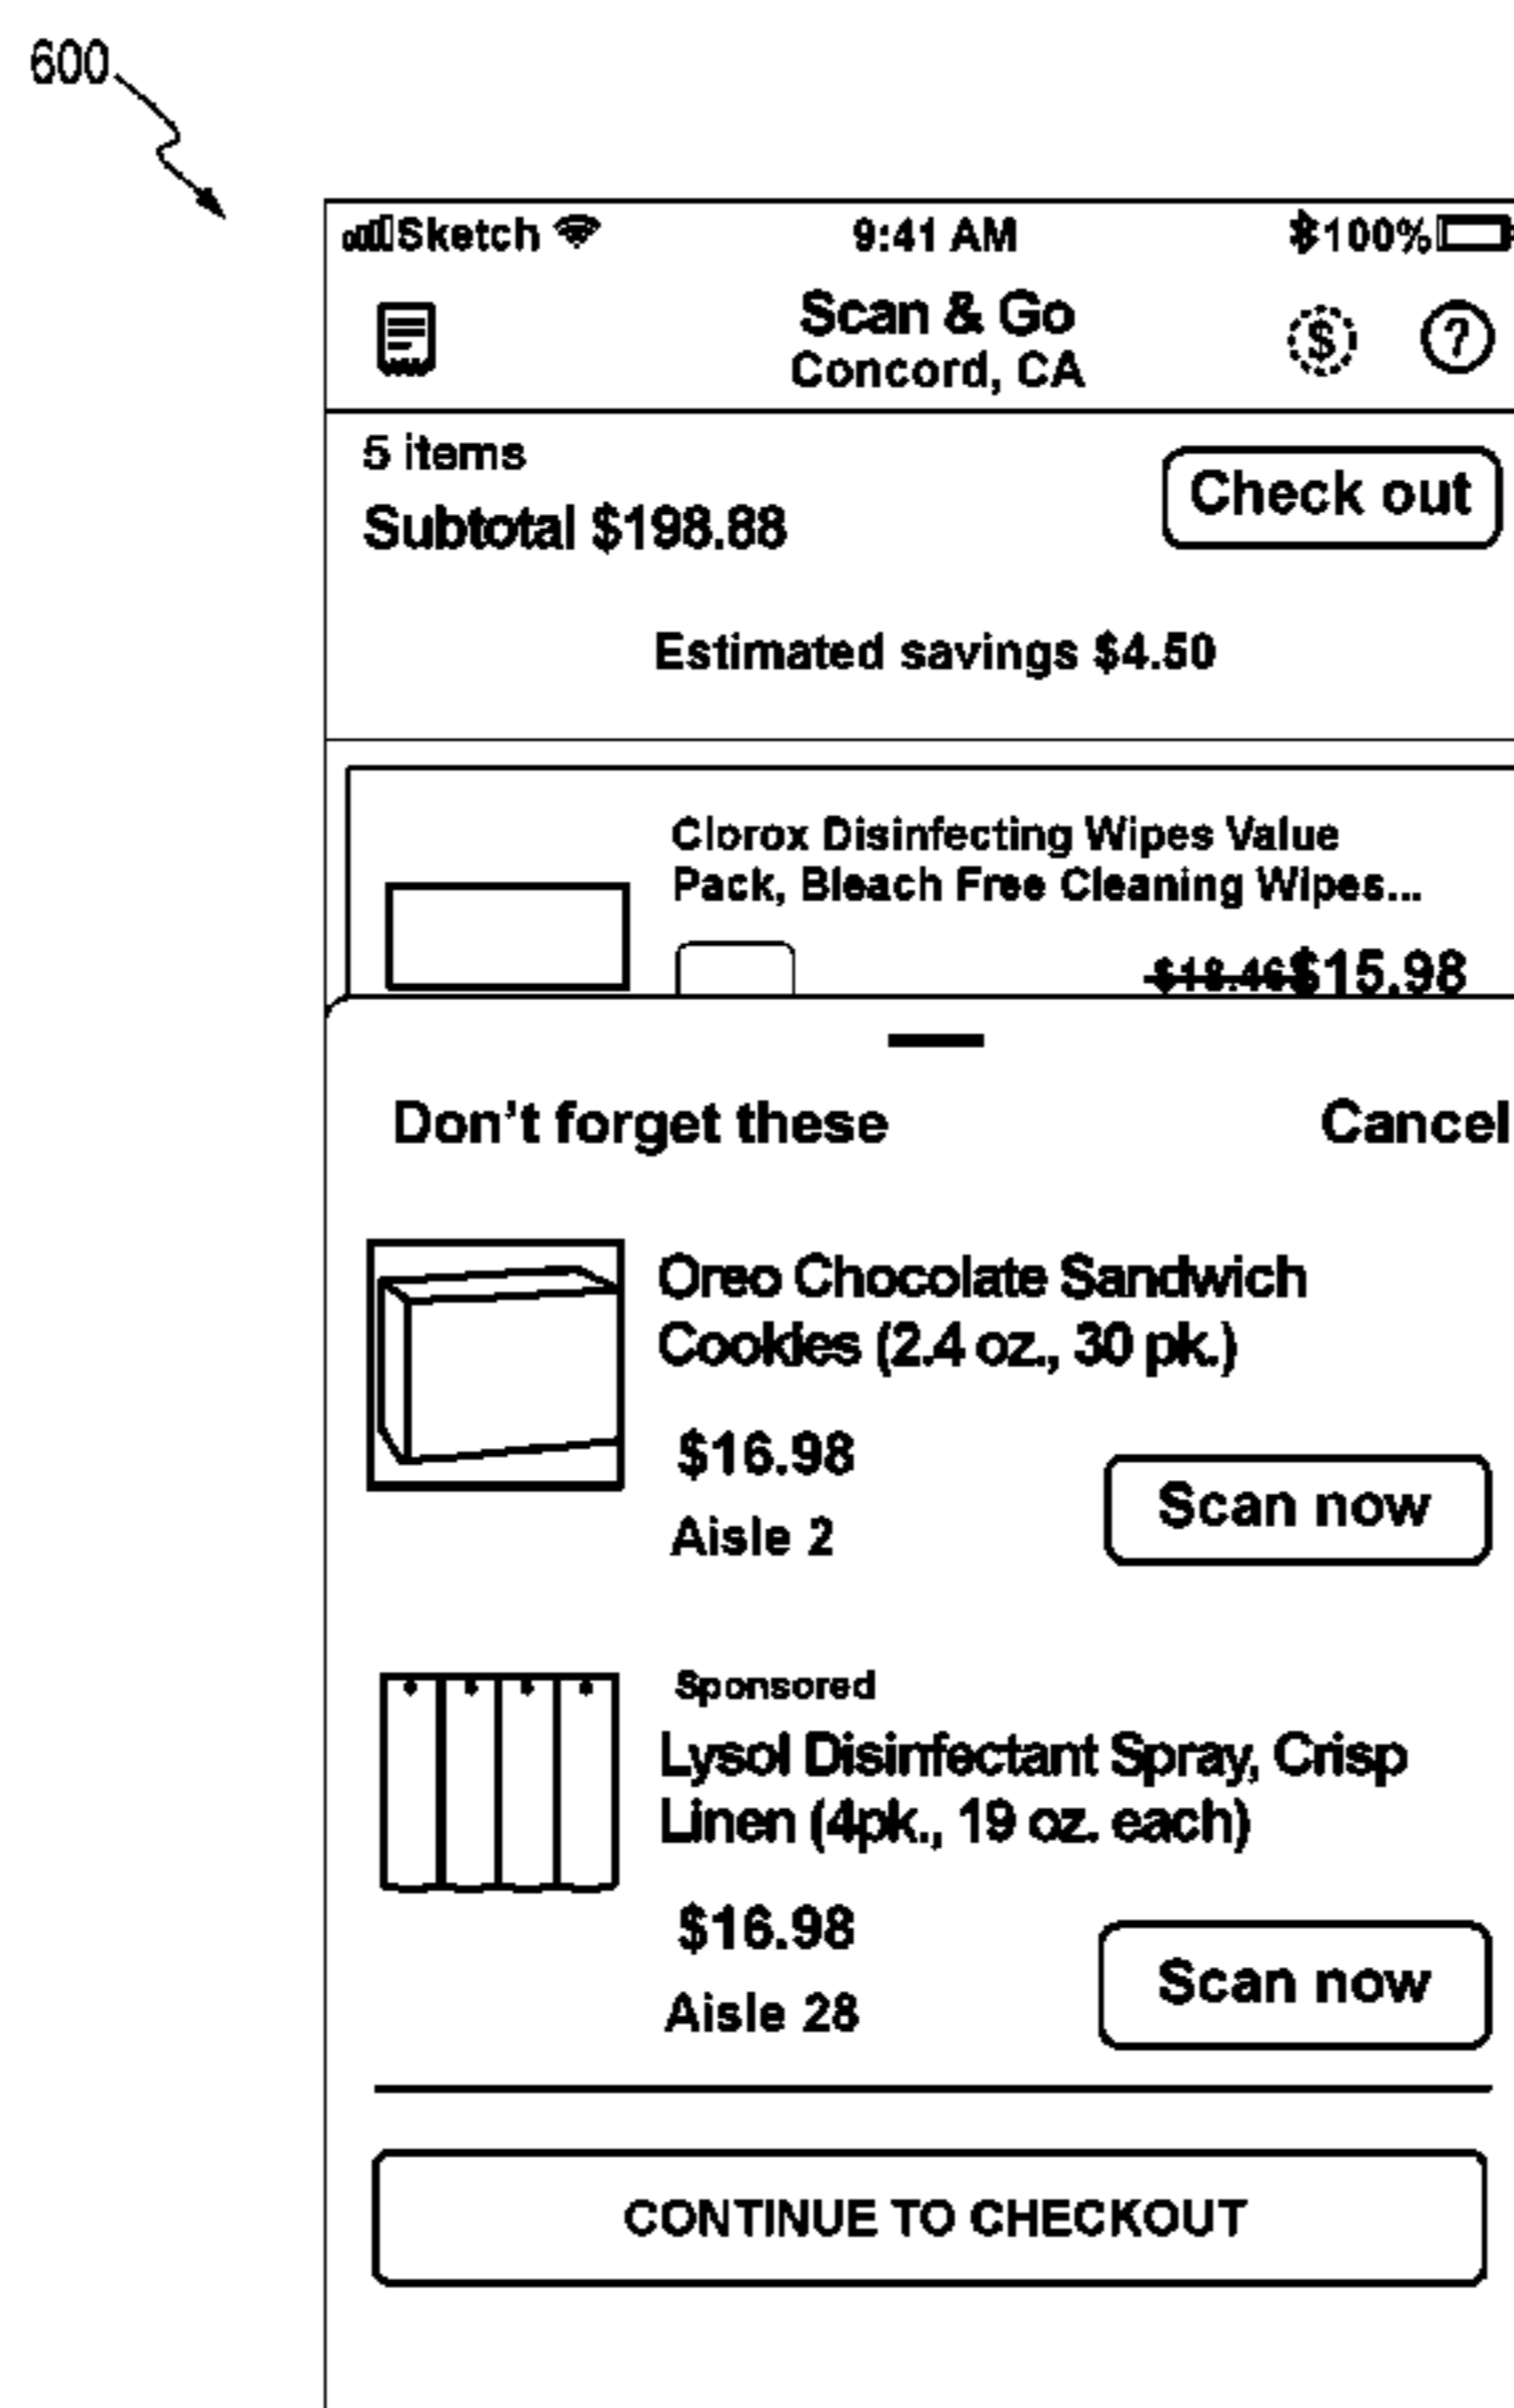 600
Sketch 9:41 AM 100%
Scan & Go
$ ?
Concord, CA
5 items
Check out
Subtotal $198.88
Estimated savings $4.50
Clorox Disinfecting Wipes Value
Pack, Bleach Free Cleaning Wipes...
$18.46 $15.98
Don't forget these Cancel
Oreo Chocolate Sandwich
Cookies (2.4 oz., 30 pk.)
$16.98
Scan now
Aisle 2
Sponsored
Lysol Disinfectant Spray, Crisp
Linen (4pk., 19 oz. each)
$16.98
Scan now
Aisle 28
CONTINUE TO CHECKOUT